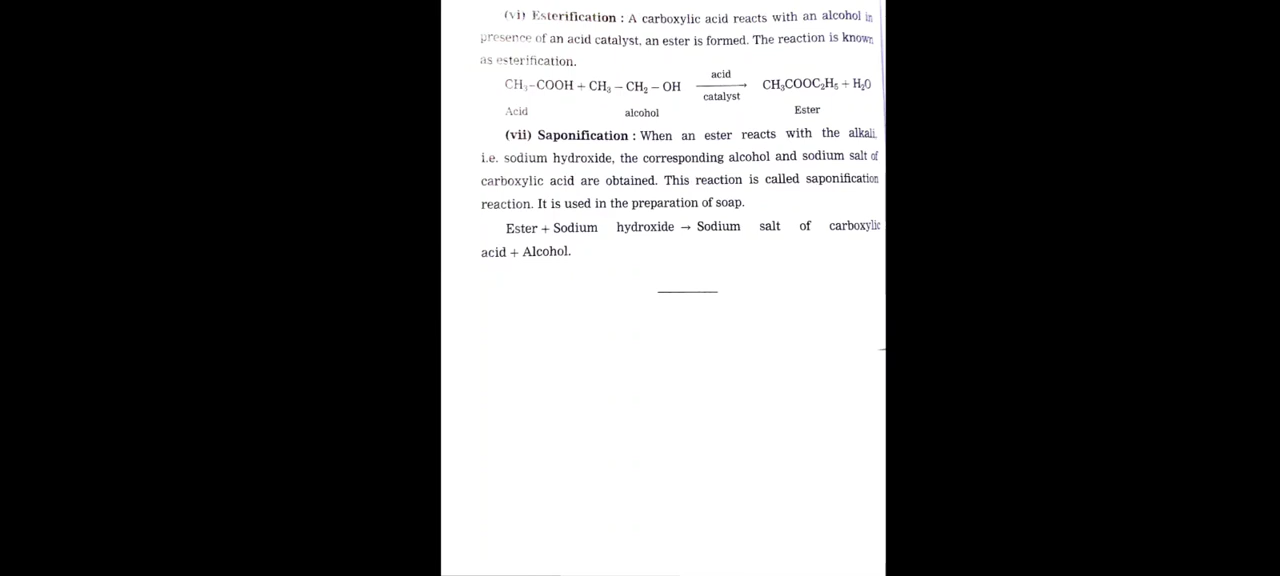 (vi) Esterification : A carboxylic acid reacts with an alcohol in
presence of an acid catalyst, an ester is formed. The reaction is known
as esterification.
CH₃–COOH + CH₃ – CH₂ – OH acid catalyst → CH₃COOC₂H₅ + H₂O
Acid alcohol Ester
(vii) Saponification : When an ester reacts with the alkali,
i.e. sodium hydroxide, the corresponding alcohol and sodium salt of
carboxylic acid are obtained. This reaction is called saponification
reaction. It is used in the preparation of soap.
Ester + Sodium hydroxide → Sodium salt of carboxylic
acid + Alcohol.